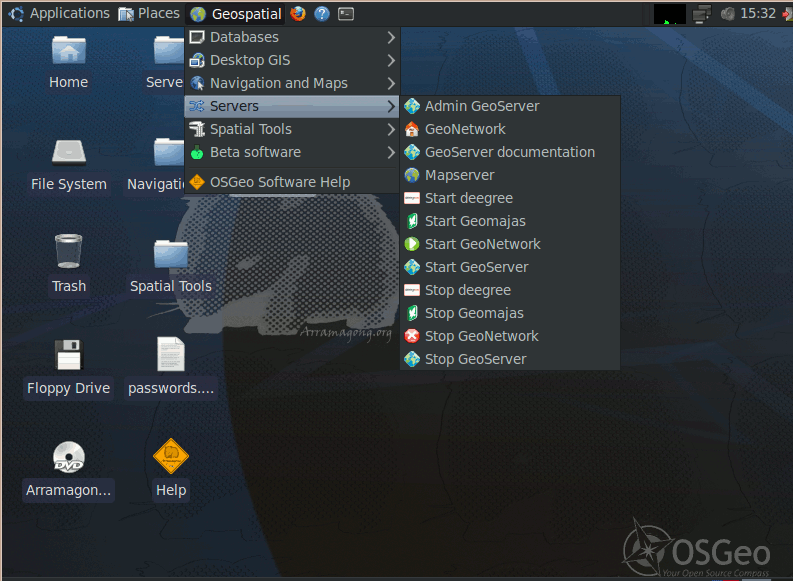 Applications Places Geospatial 15:32
Databases
Desktop GIS
Navigation and Maps
Servers
Spatial Tools
Beta software
OSGeo Software Help
Admin GeoServer
GeoNetwork
GeoServer documentation
Mapserver
Start deegree
Start Geomajas
Start GeoNetwork
Start GeoServer
Stop deegree
Stop Geomajas
Stop GeoNetwork
Stop GeoServer
Home Serve
File System Navigati
Trash Spatial Tools
Arramagong.org
Floppy Drive passwords....
DVD
Arramagon... Help
OSGeo
Your Open Source Compass